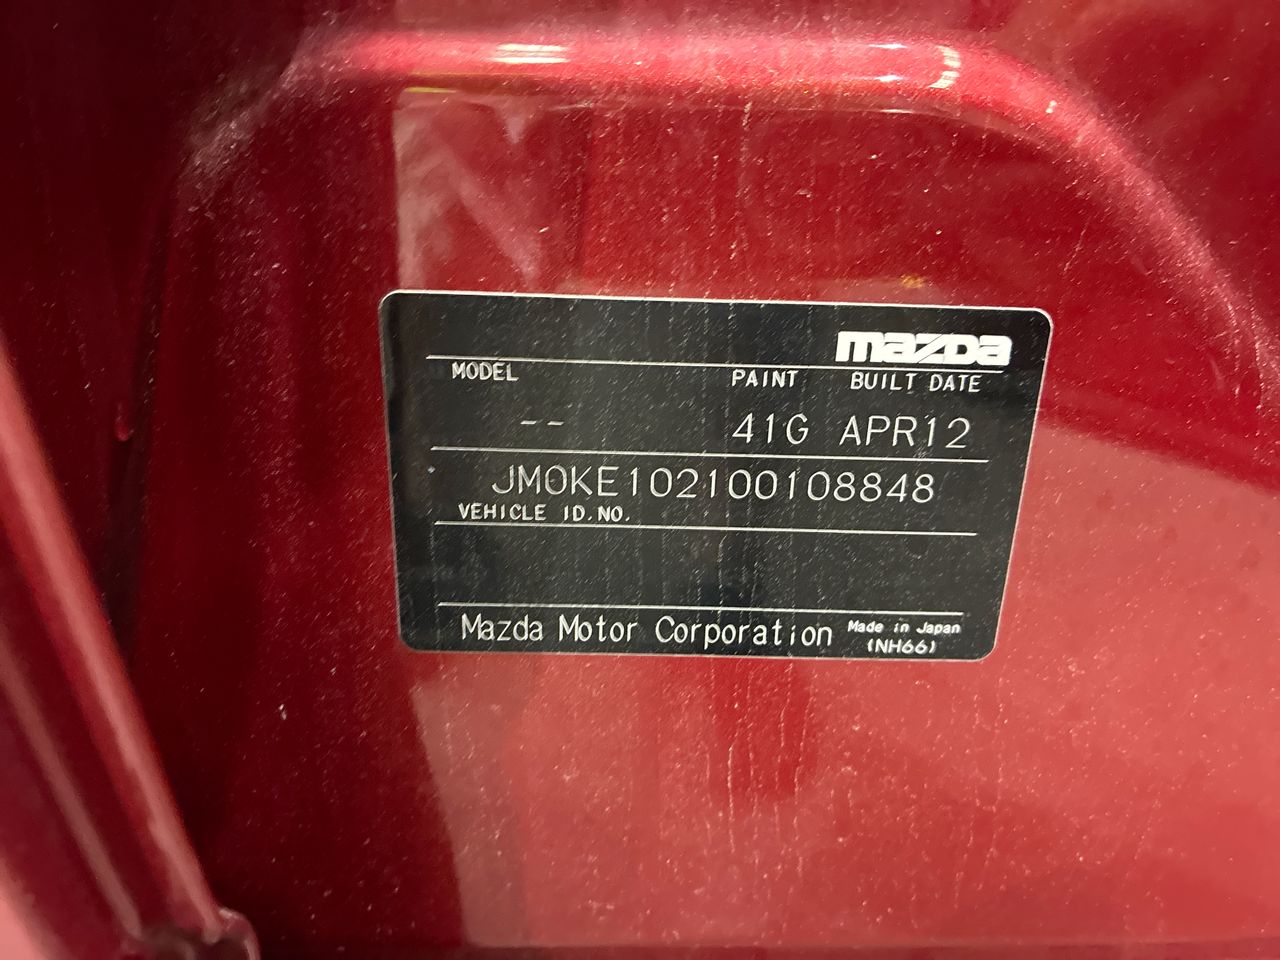 mazda
MODEL PAINT BUILT DATE
-- 41G APR12
JM0KE102100108848
VEHICLE ID.NO.
Mazda Motor Corporation Made in Japan
(NH66)